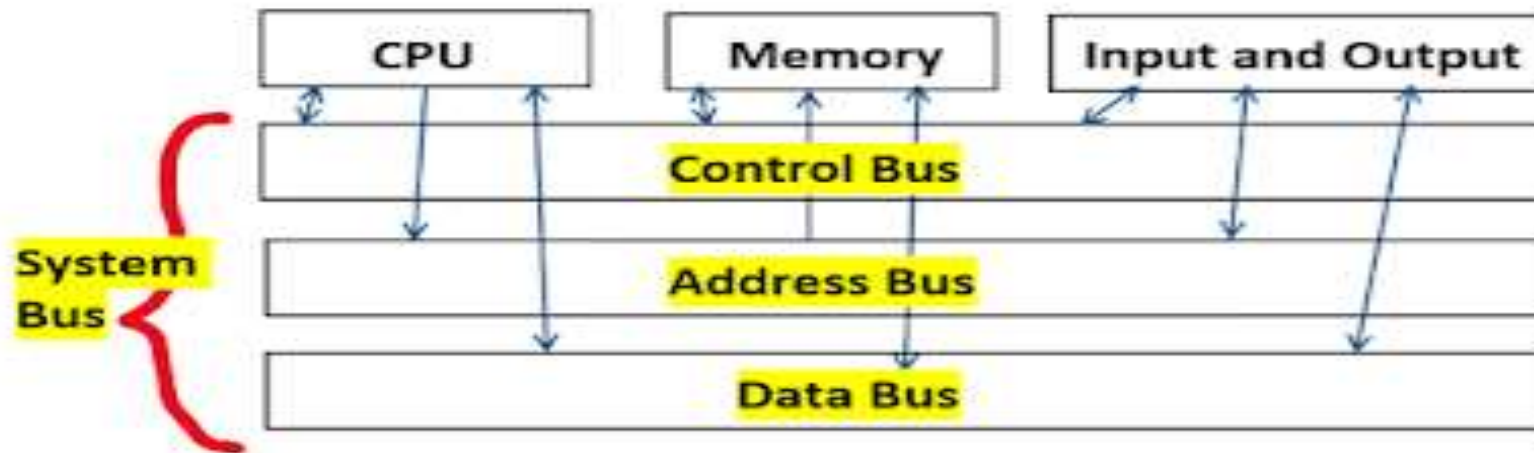 CPU
Memory
Input and Output
Control Bus
System
Bus
Address Bus
Data Bus